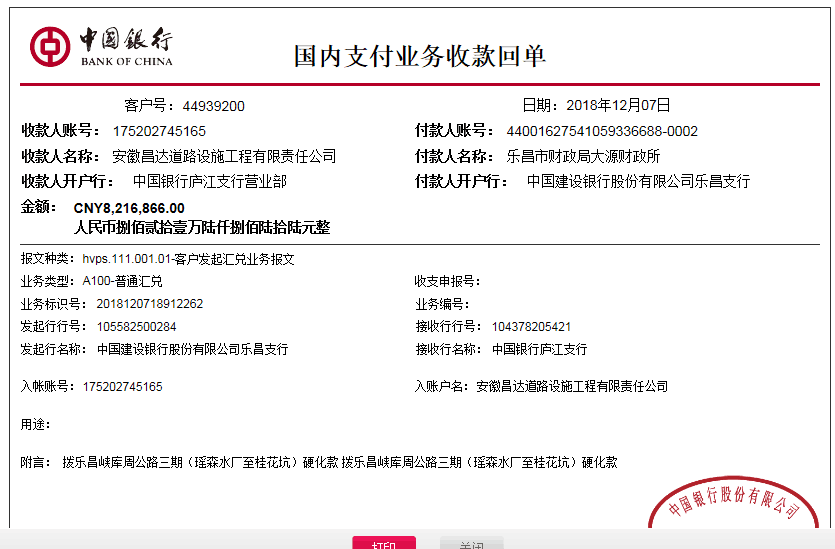 中国银行
BANK OF CHINA
国内支付业务收款回单
客户号：44939200 日期：2018年12月07日
收款人账号：175202745165 付款人账号：44001627541059336688-0002
收款人名称：安徽昌达道路设施工程有限责任公司 付款人名称：乐昌市财政局大源财政所
收款人开户行：中国银行庐江支行营业部 付款人开户行：中国建设银行股份有限公司乐昌支行
金额：CNY8,216,866.00
人民币捌佰贰拾壹万陆仟捌佰陆拾陆元整
报文种类：hvps.111.001.01-客户发起汇兑业务报文
业务类型：A100-普通汇兑 收支申报号：
业务标识号：2018120718912262 业务编号：
发起行行号：105582500284 接收行行号：104378205421
发起行名称：中国建设银行股份有限公司乐昌支行 接收行名称：中国银行庐江支行
入帐账号：175202745165 入账户名：安徽昌达道路设施工程有限责任公司
用途：
附言：拨乐昌峡库周公路三期（瑶森水厂至桂花坑）硬化款 拨乐昌峡库周公路三期（瑶森水厂至桂花坑）硬化款
中国银行股份有限公司
打印 关闭